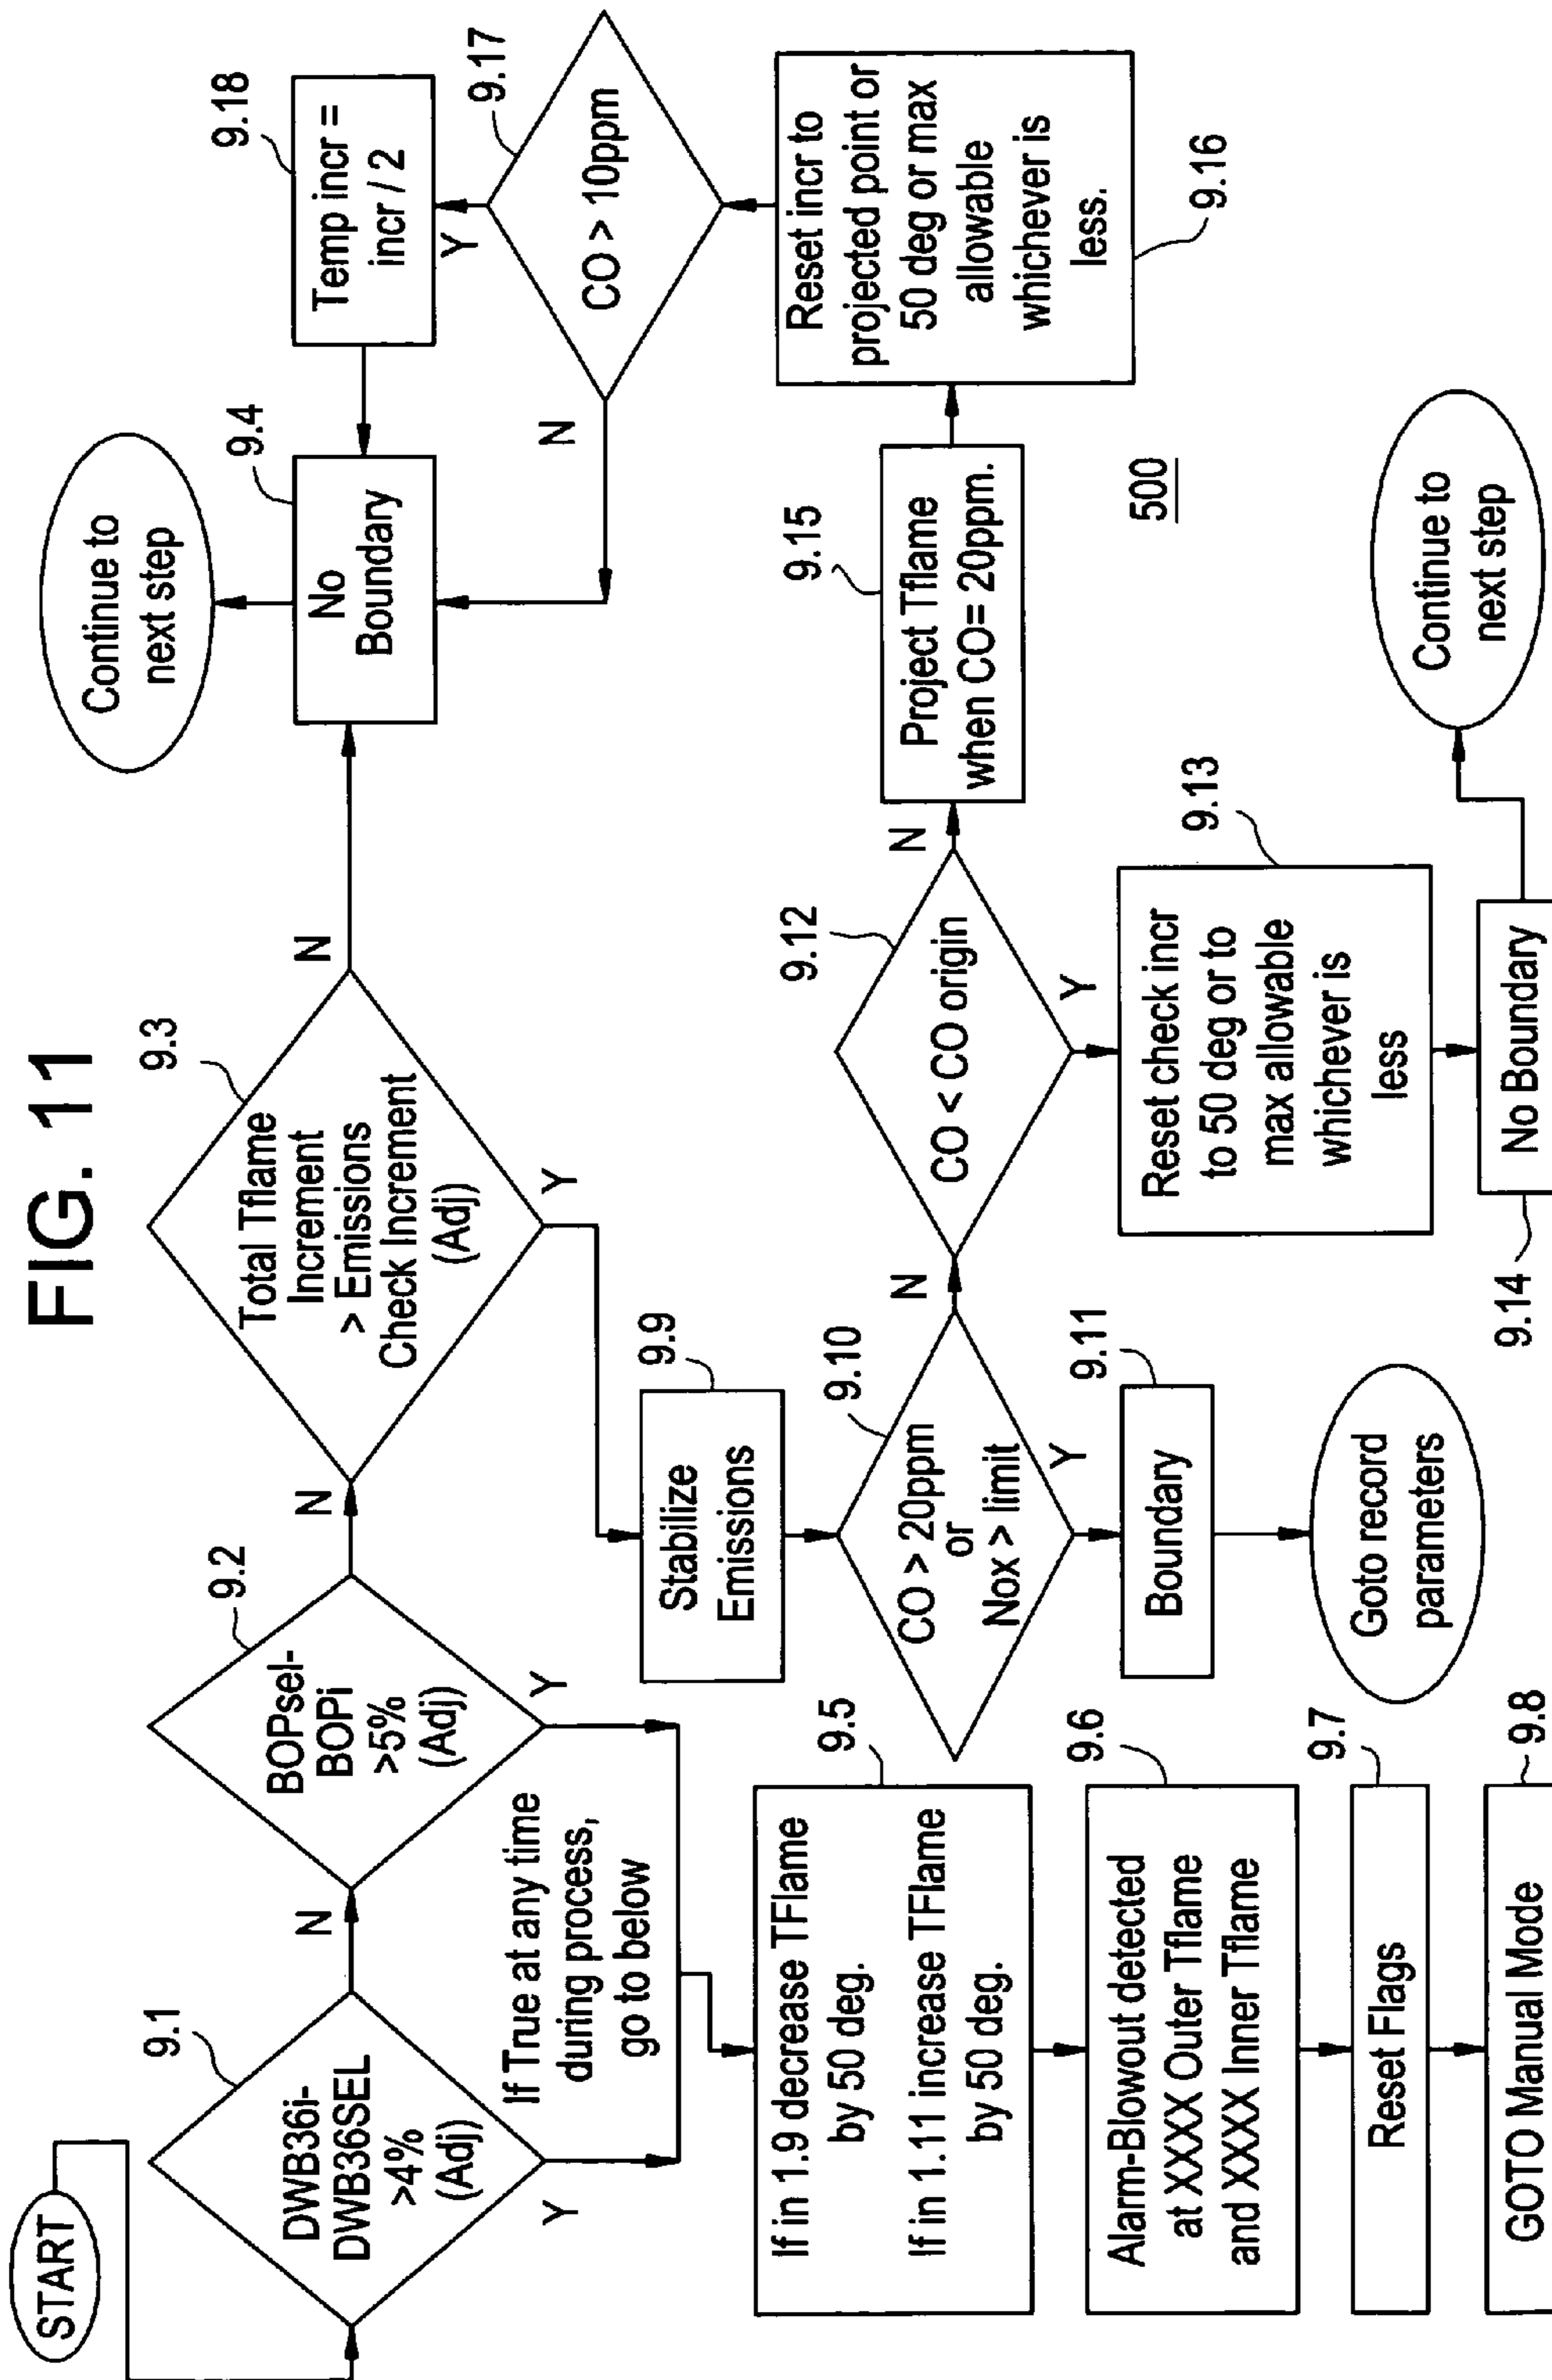 FIG. 11
START
9.1
DWB36i-
DWB36SEL
>4%
(Adj)
N
Y
9.2
BOPsel-
BOPi
>5%
(Adj)
N
Y
If True at any time
during process,
go to below
9.3
Total Tflame
Increment
> Emissions
Check Increment
(Adj)
N
Y
9.4
No
Boundary
Continue to
next step
9.5
If in 1.9 decrease TFlame
by 50 deg.
If in 1.11 increase TFlame
by 50 deg.
9.6
Alarm-Blowout detected
at XXXX Outer Tflame
and XXXX Inner Tflame
9.7
Reset Flags
9.8
GOTO Manual Mode
9.9
Stabilize
Emissions
9.10
CO > 20ppm
or
Nox > limit
N
Y
9.11
Boundary
Goto record
parameters
9.12
CO < CO origin
N
Y
9.13
Reset check incr
to 50 deg or to
max allowable
whichever is
less
9.14
No Boundary
Continue to
next step
9.15
Project Tflame
when CO= 20ppm.
9.16
Reset incr to
projected point or
50 deg or max
allowable
whichever is
less.
9.17
CO > 10ppm
Y
N
9.18
Temp incr =
incr / 2
500